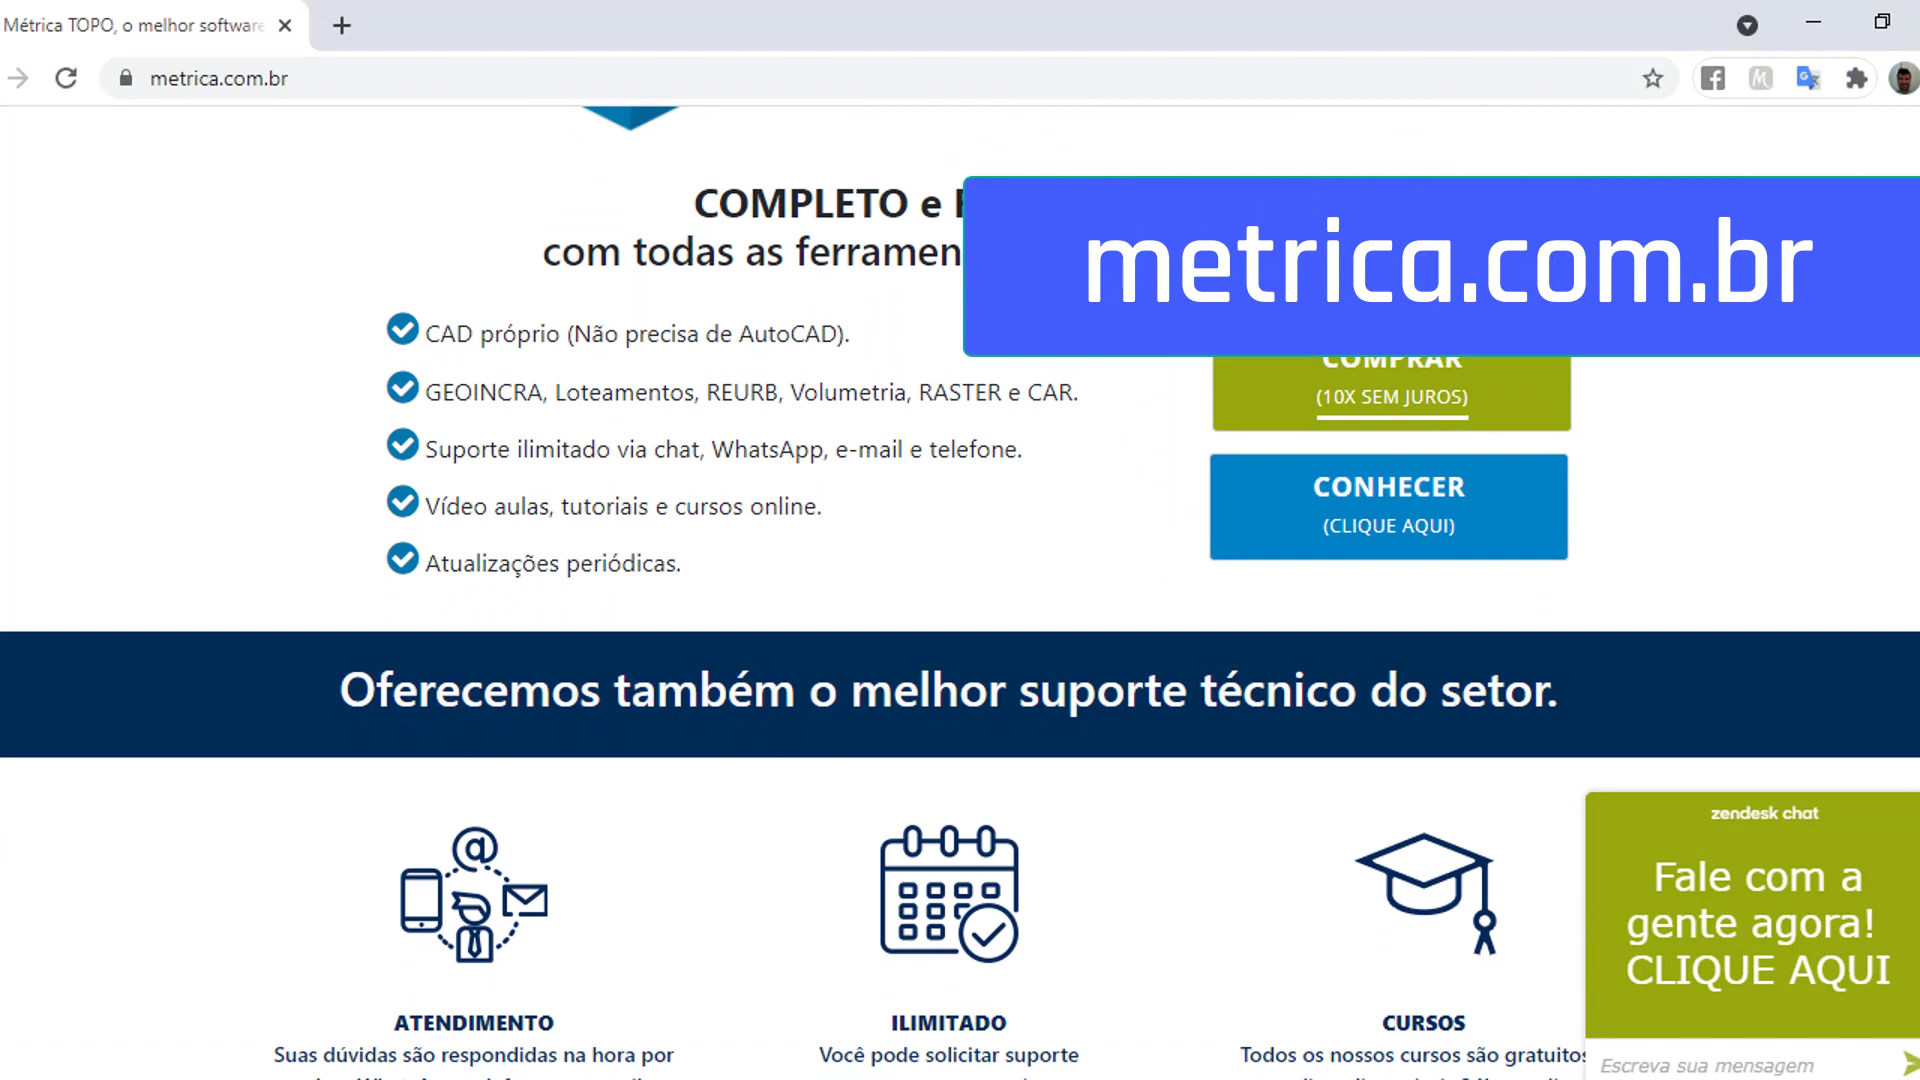 Métrica TOPO, o melhor software
metrica.com.br
COMPLETO e
com todas as ferramen
metrica.com.br
CAD próprio (Não precisa de AutoCAD).
GEOINCRA, Loteamentos, REURB, Volumetria, RASTER e CAR.
Suporte ilimitado via chat, WhatsApp, e-mail e telefone.
Vídeo aulas, tutoriais e cursos online.
Atualizações periódicas.
COMPRAR
(10X SEM JUROS)
CONHECER
(CLIQUE AQUI)
Oferecemos também o melhor suporte técnico do setor.
ATENDIMENTO
Suas dúvidas são respondidas na hora por
ILIMITADO
Você pode solicitar suporte
CURSOS
Todos os nossos cursos são gratuitos
zendesk chat
Fale com a
gente agora!
CLIQUE AQUI
Escreva sua mensagem